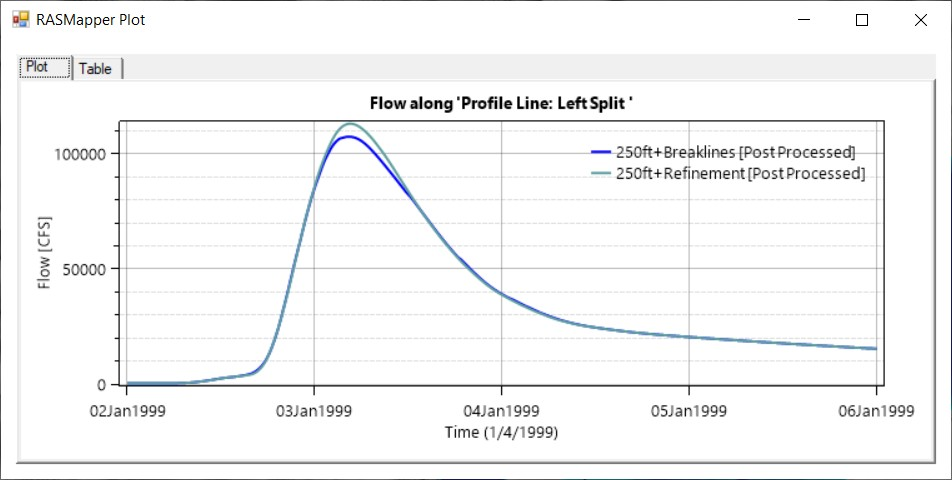 RASMapper Plot
Plot
Table
Flow along 'Profile Line: Left Split '
250ft+Breaklines [Post Processed]
250ft+Refinement [Post Processed]
Flow [CFS]
100000
50000
0
02Jan1999
03Jan1999
04Jan1999
05Jan1999
06Jan1999
Time (1/4/1999)